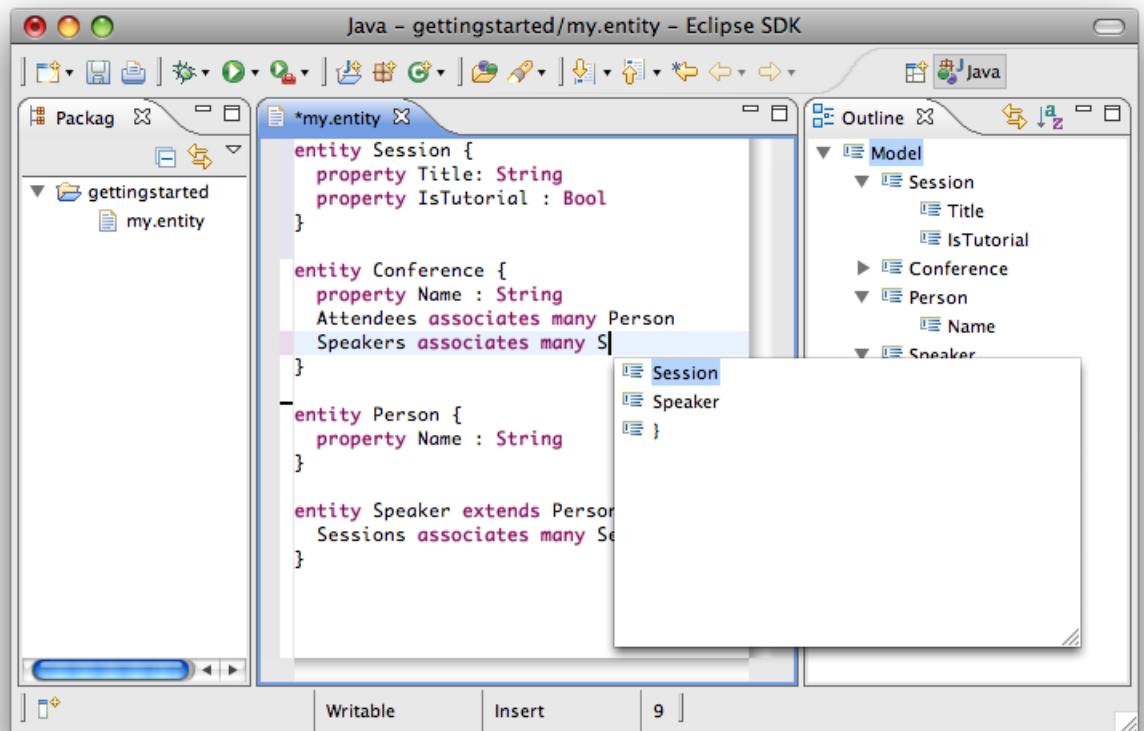 Java - gettingstarted/my.entity - Eclipse SDK
Java
Packag
gettingstarted
my.entity
*my.entity
entity Session {
property Title: String
property IsTutorial : Bool
}
entity Conference {
property Name : String
Attendees associates many Person
Speakers associates many S
}
entity Person {
property Name : String
}
entity Speaker extends Person
Sessions associates many Se
}
Session
Speaker
}
Outline
Model
Session
Title
IsTutorial
Conference
Person
Name
Speaker
Writable
Insert
9